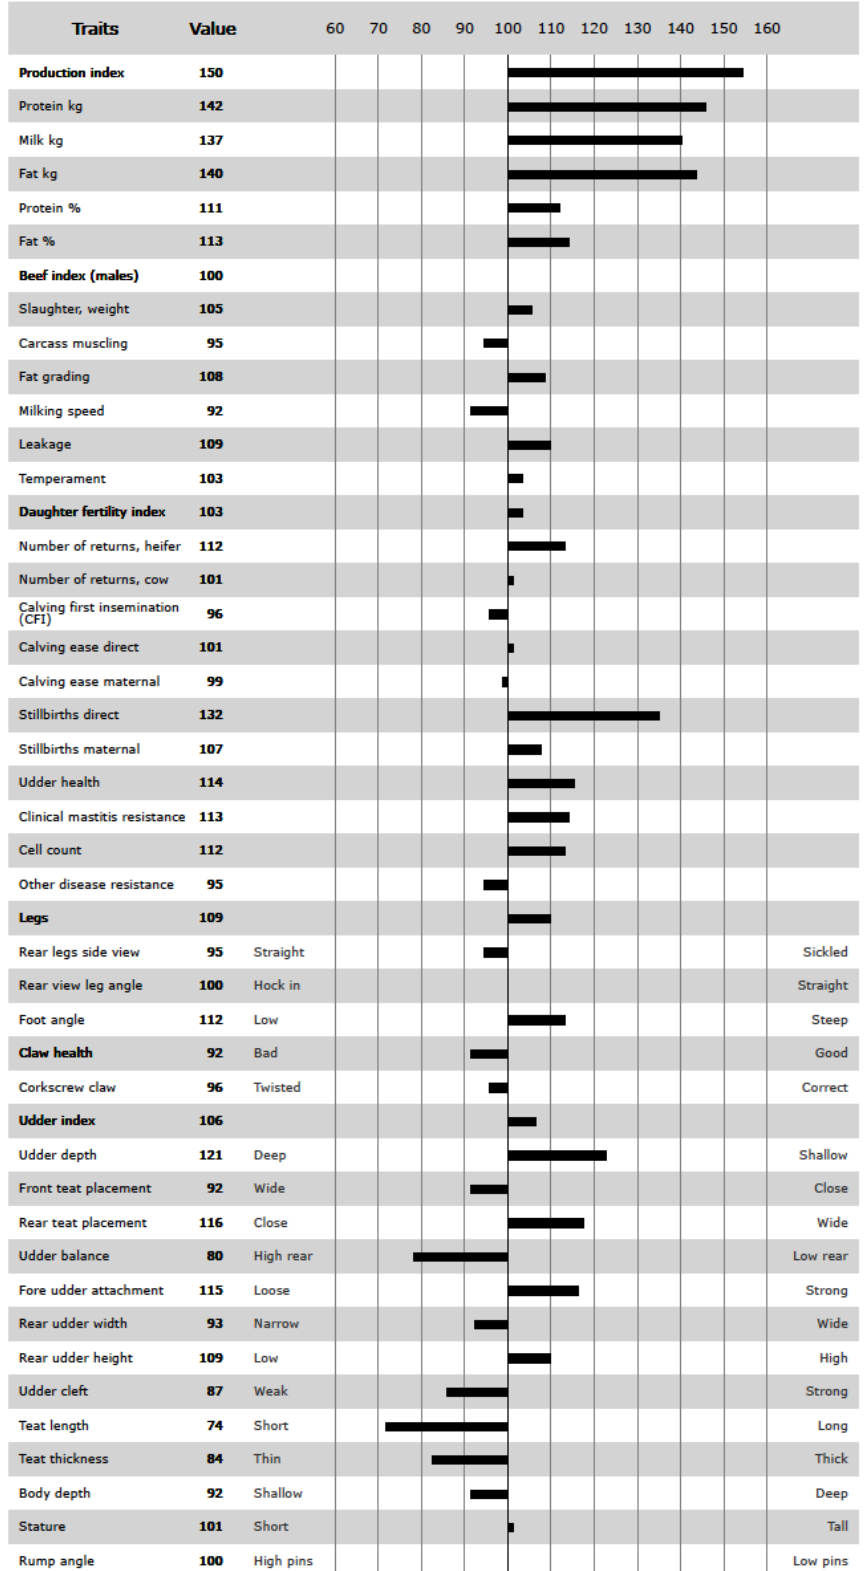 Traits Value 60 70 80 90 100 110 120 130 140 150 160
Production index 150
Protein kg 142
Milk kg 137
Fat kg 140
Protein % 111
Fat % 113
Beef index (males) 100
Slaughter, weight 105
Carcass muscling 95
Fat grading 108
Milking speed 92
Leakage 109
Temperament 103
Daughter fertility index 103
Number of returns, heifer 112
Number of returns, cow 101
Calving first insemination
(CFI) 96
Calving ease direct 101
Calving ease maternal 99
Stillbirths direct 132
Stillbirths maternal 107
Udder health 114
Clinical mastitis resistance 113
Cell count 112
Other disease resistance 95
Legs 109
Rear legs side view 95 Straight Sickled
Rear view leg angle 100 Hock in Straight
Foot angle 112 Low Steep
Claw health 92 Bad Good
Corkscrew claw 96 Twisted Correct
Udder index 106
Udder depth 121 Deep Shallow
Front teat placement 92 Wide Close
Rear teat placement 116 Close Wide
Udder balance 80 High rear Low rear
Fore udder attachment 115 Loose Strong
Rear udder width 93 Narrow Wide
Rear udder height 109 Low High
Udder cleft 87 Weak Strong
Teat length 74 Short Long
Teat thickness 84 Thin Thick
Body depth 92 Shallow Deep
Stature 101 Short Tall
Rump angle 100 High pins Low pins